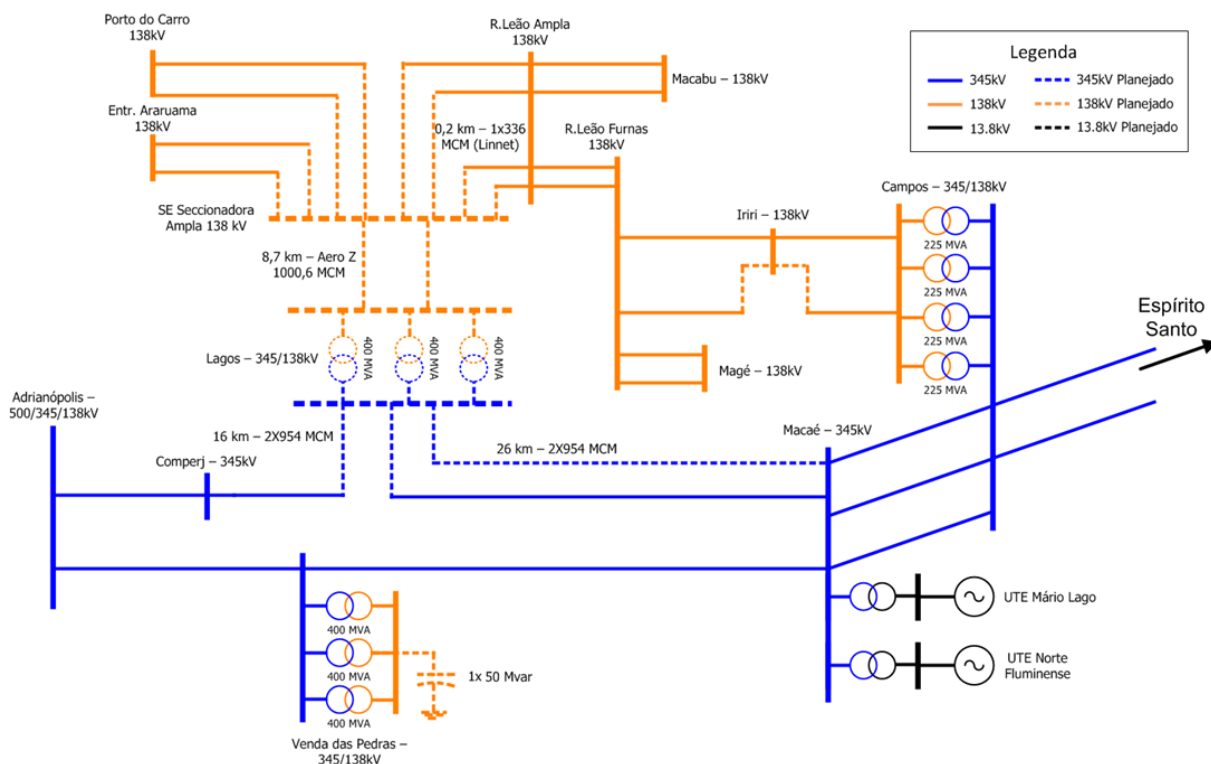 Porto do Carro
138kV
Entr. Araruama
138kV
SE Seccionadora
Ampla 138 kV
R.Leão Ampla
138kV
Macabu – 138kV
0,2 km – 1x336
MCM (Linnet)
R.Leão Furnas
138kV
Legenda
345kV
345kV Planejado
138kV
138kV Planejado
13.8kV
13.8kV Planejado
Campos – 345/138kV
225 MVA
225 MVA
225 MVA
225 MVA
Iriri – 138kV
Espírito
Santo
8,7 km – Aero Z
1000,6 MCM
Lagos – 345/138kV
400 MVA
400 MVA
400 MVA
Magé – 138kV
Adrianópolis –
500/345/138kV
16 km – 2X954 MCM
Comperj – 345kV
26 km – 2X954 MCM
Macaé – 345kV
400 MVA
400 MVA
400 MVA
1x 50 Mvar
Venda das Pedras –
345/138kV
UTE Mário Lago
UTE Norte
Fluminense